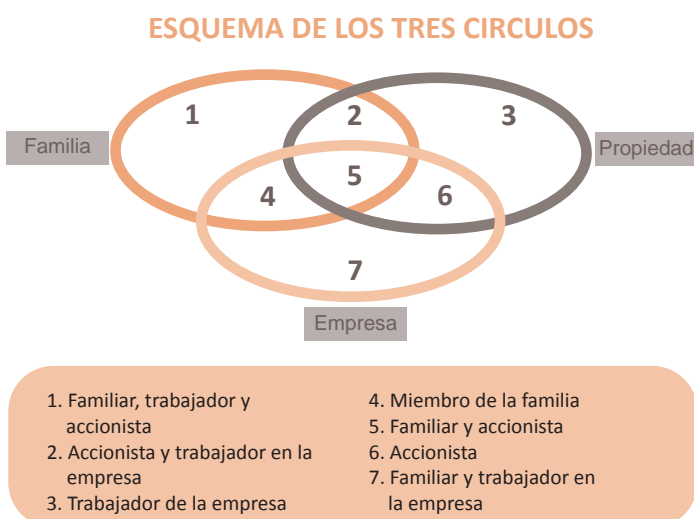 ESQUEMA DE LOS TRES CIRCULOS
1
2
3
Familia
Propiedad
5
4
6
7
Empresa
1. Familiar, trabajador y
accionista
2. Accionista y trabajador en la
empresa
3. Trabajador de la empresa
4. Miembro de la familia
5. Familiar y accionista
6. Accionista
7. Familiar y trabajador en
la empresa